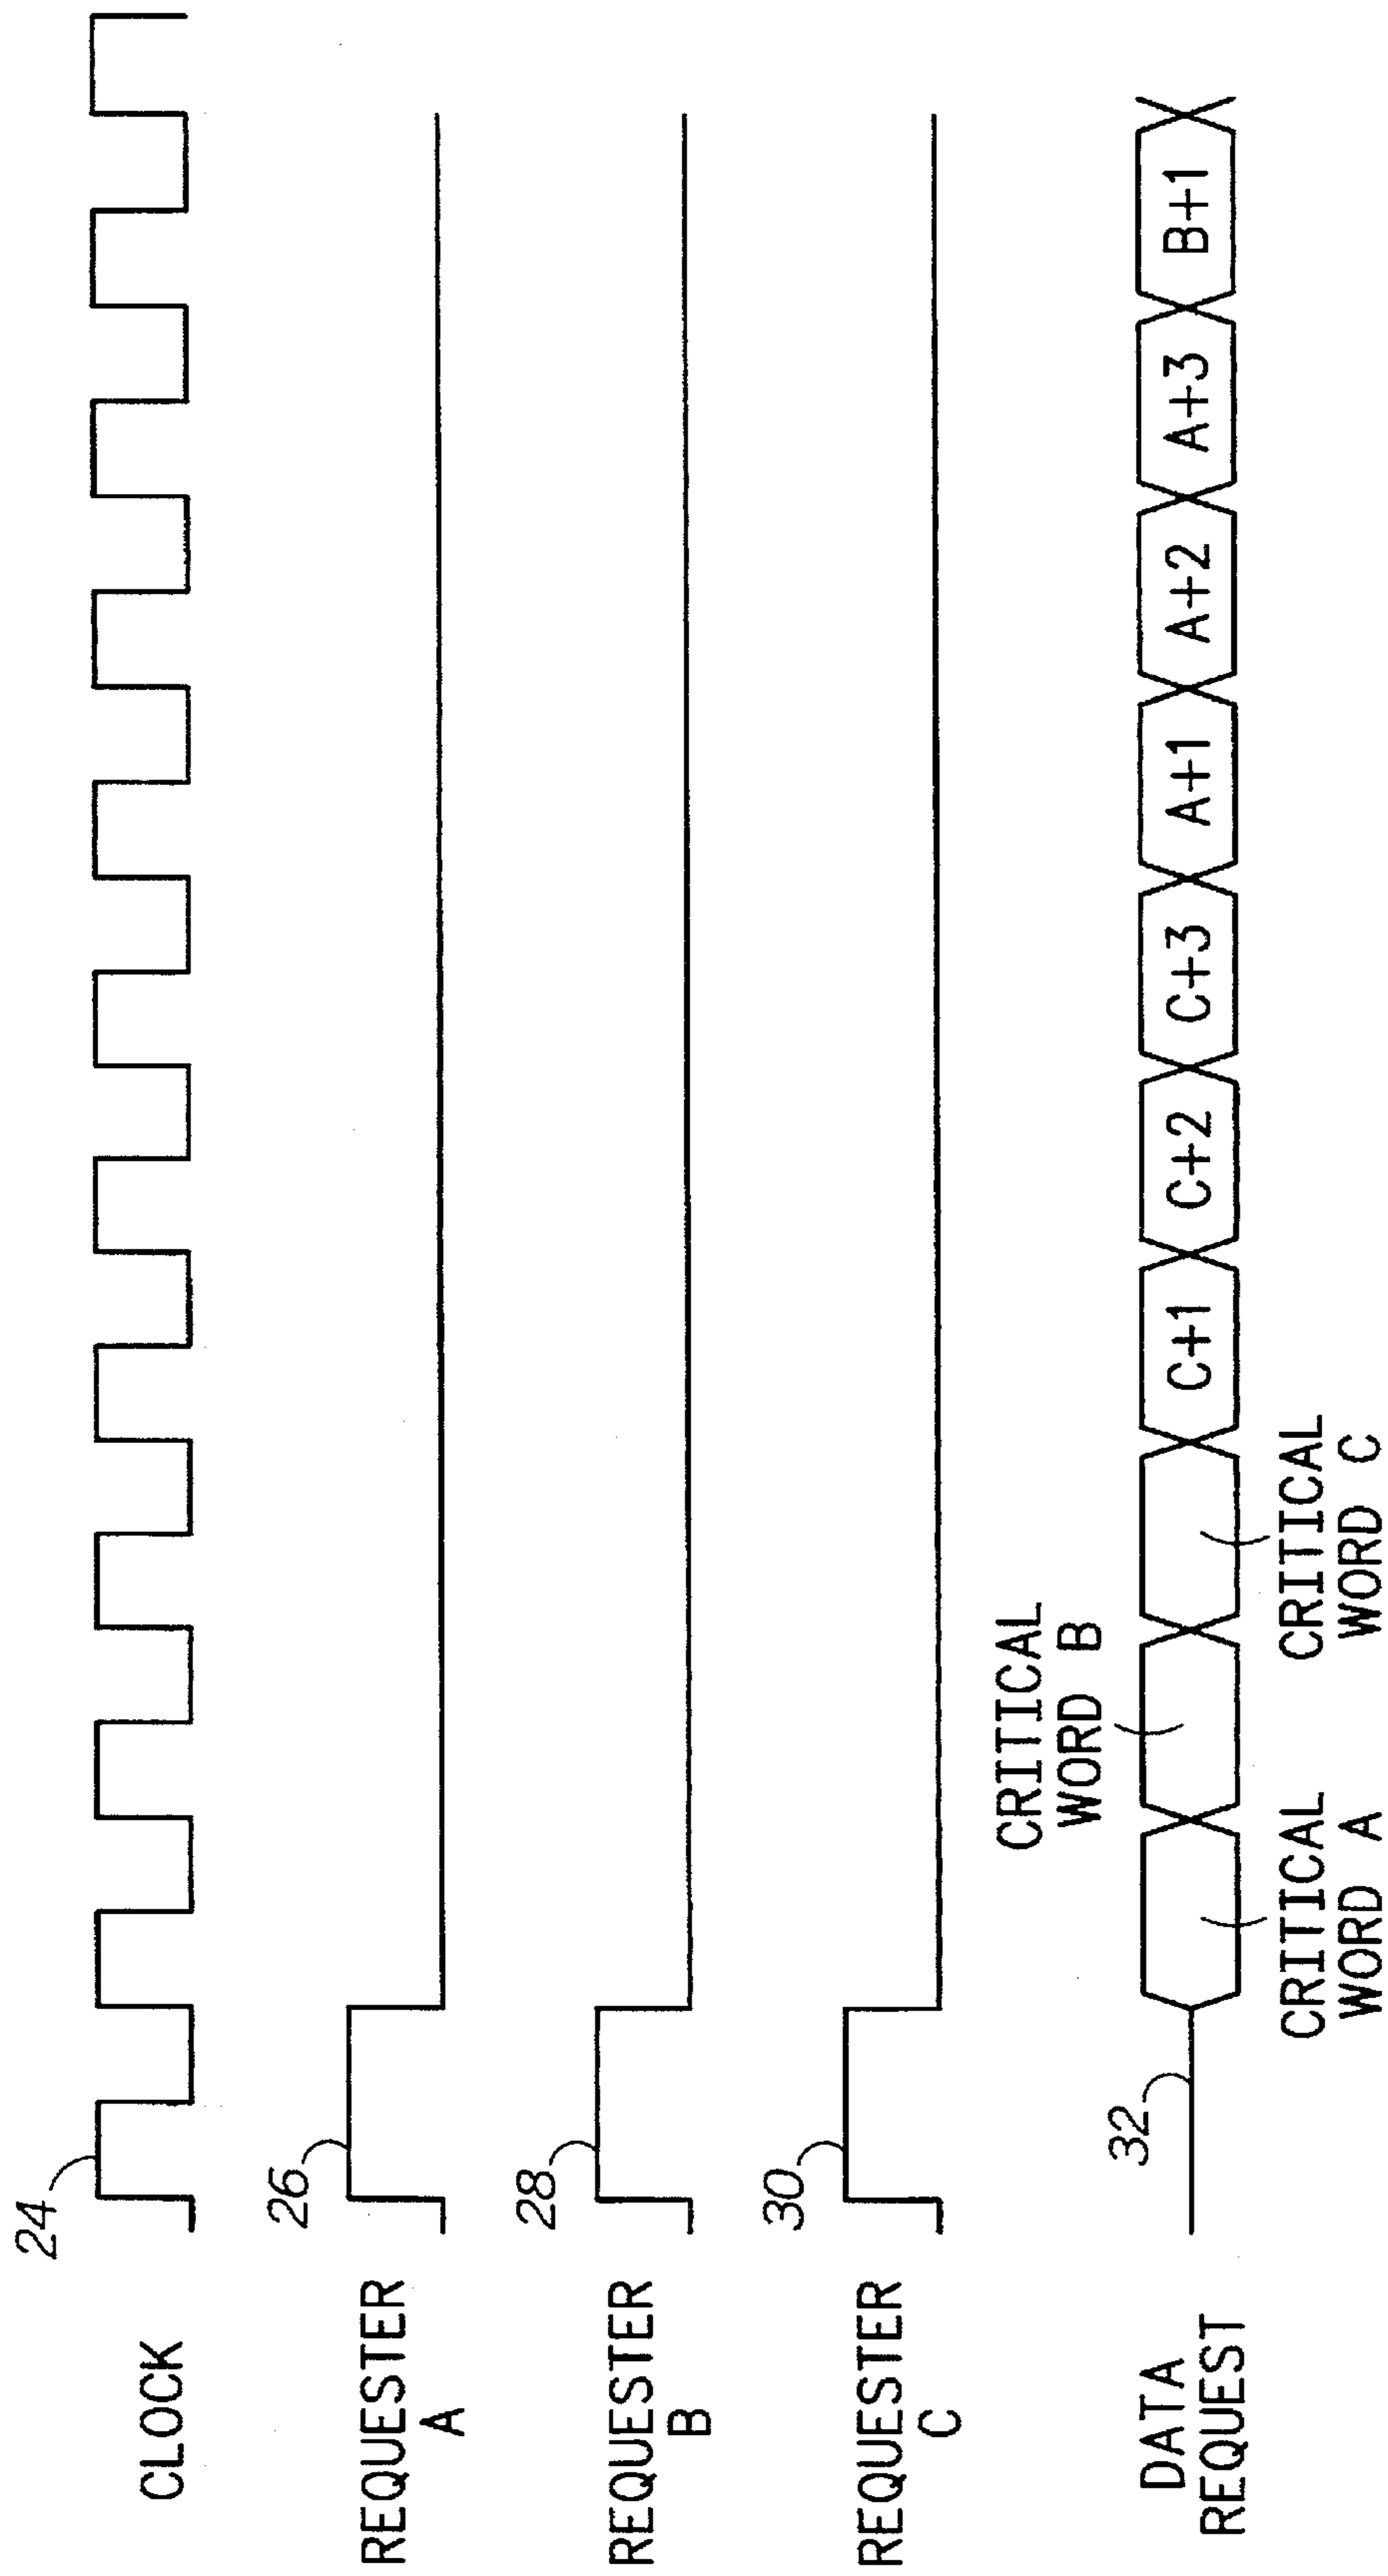 24
CLOCK
26
REQUESTER
A
28
REQUESTER
B
30
REQUESTER
C
CRITICAL
WORD B
32
DATA
REQUEST
C+1
C+2
C+3
A+1
A+2
A+3
B+1
CRITICAL
WORD A
CRITICAL
WORD C